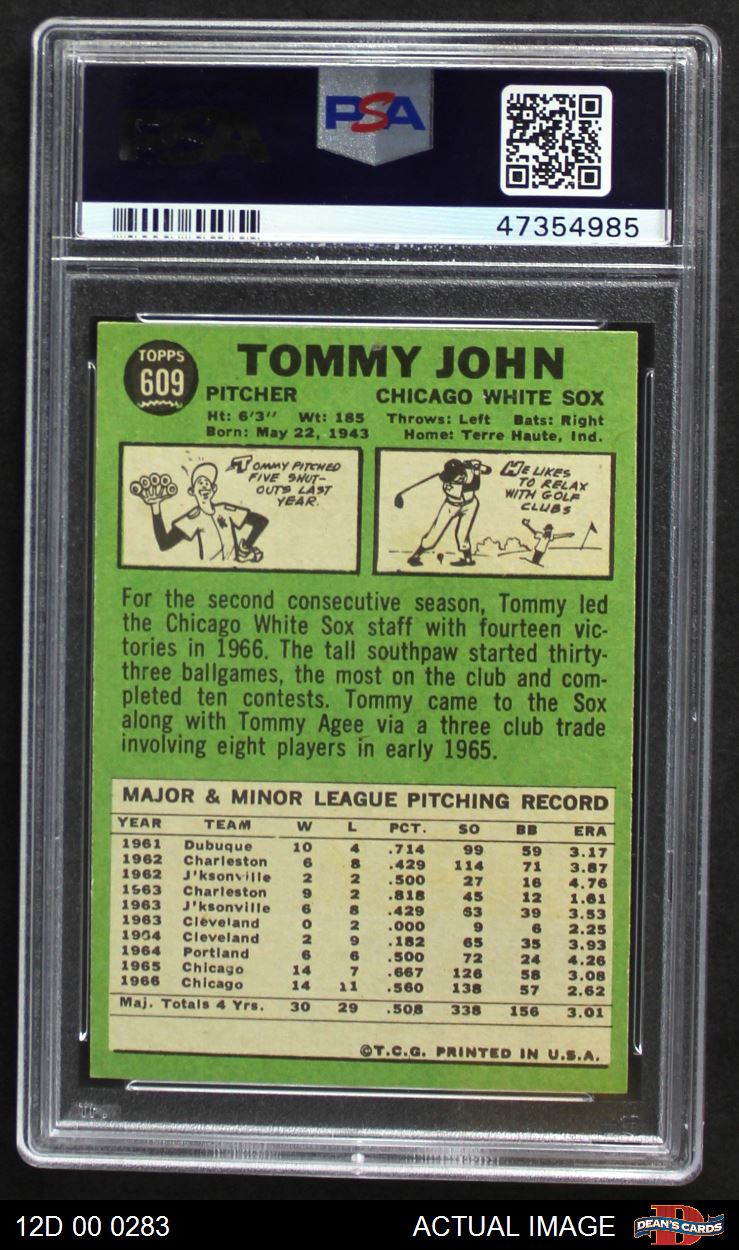 PSA
PSA
47354985
TOPPS
609
TOMMY JOHN
PITCHER CHICAGO WHITE SOX
Ht: 6'3" Wt: 185 Throws: Left Bats: Right
Born: May 22, 1943 Home: Terre Haute, Ind.
TOMMY PITCHED
FIVE SHUT-
OUTS LAST
YEAR.
HE LIKES
TO RELAX
WITH GOLF
CLUBS
For the second consecutive season, Tommy led
the Chicago White Sox staff with fourteen vic-
tories in 1966. The tall southpaw started thirty-
three ballgames, the most on the club and com-
pleted ten contests. Tommy came to the Sox
along with Tommy Agee via a three club trade
involving eight players in early 1965.
MAJOR & MINOR LEAGUE PITCHING RECORD
YEAR TEAM W L PCT. SO BB ERA
1961 Dubuque 10 4 .714 99 59 3.17
1962 Charleston 6 8 .429 114 71 3.87
1962 J'ksonville 2 2 .500 27 16 4.76
1963 Charleston 9 2 .818 45 12 1.61
1963 J'ksonville 6 8 .429 63 39 3.53
1963 Cleveland 0 2 .000 9 6 2.25
1964 Cleveland 2 9 .182 65 35 3.93
1964 Portland 6 6 .500 72 24 4.26
1965 Chicago 14 7 .667 126 58 3.08
1966 Chicago 14 11 .560 138 57 2.62
Maj. Totals 4 Yrs. 30 29 .508 338 156 3.01
©T.C.G. PRINTED IN U.S.A.
12D 00 0283 ACTUAL IMAGE DEAN'S CARDS